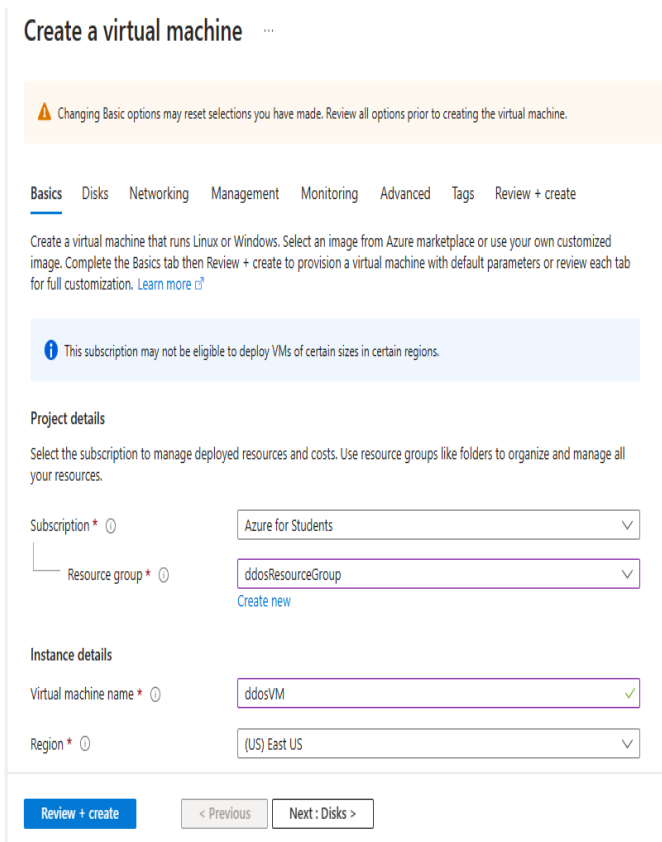 Create a virtual machine ...
Changing Basic options may reset selections you have made. Review all options prior to creating the virtual machine.
Basics Disks Networking Management Monitoring Advanced Tags Review + create
Create a virtual machine that runs Linux or Windows. Select an image from Azure marketplace or use your own customized
image. Complete the Basics tab then Review + create to provision a virtual machine with default parameters or review each tab
for full customization. Learn more
This subscription may not be eligible to deploy VMs of certain sizes in certain regions.
Project details
Select the subscription to manage deployed resources and costs. Use resource groups like folders to organize and manage all
your resources.
Subscription * Azure for Students
Resource group * ddosResourceGroup
Create new
Instance details
Virtual machine name * ddosVM
Region * (US) East US
Review + create < Previous Next : Disks >